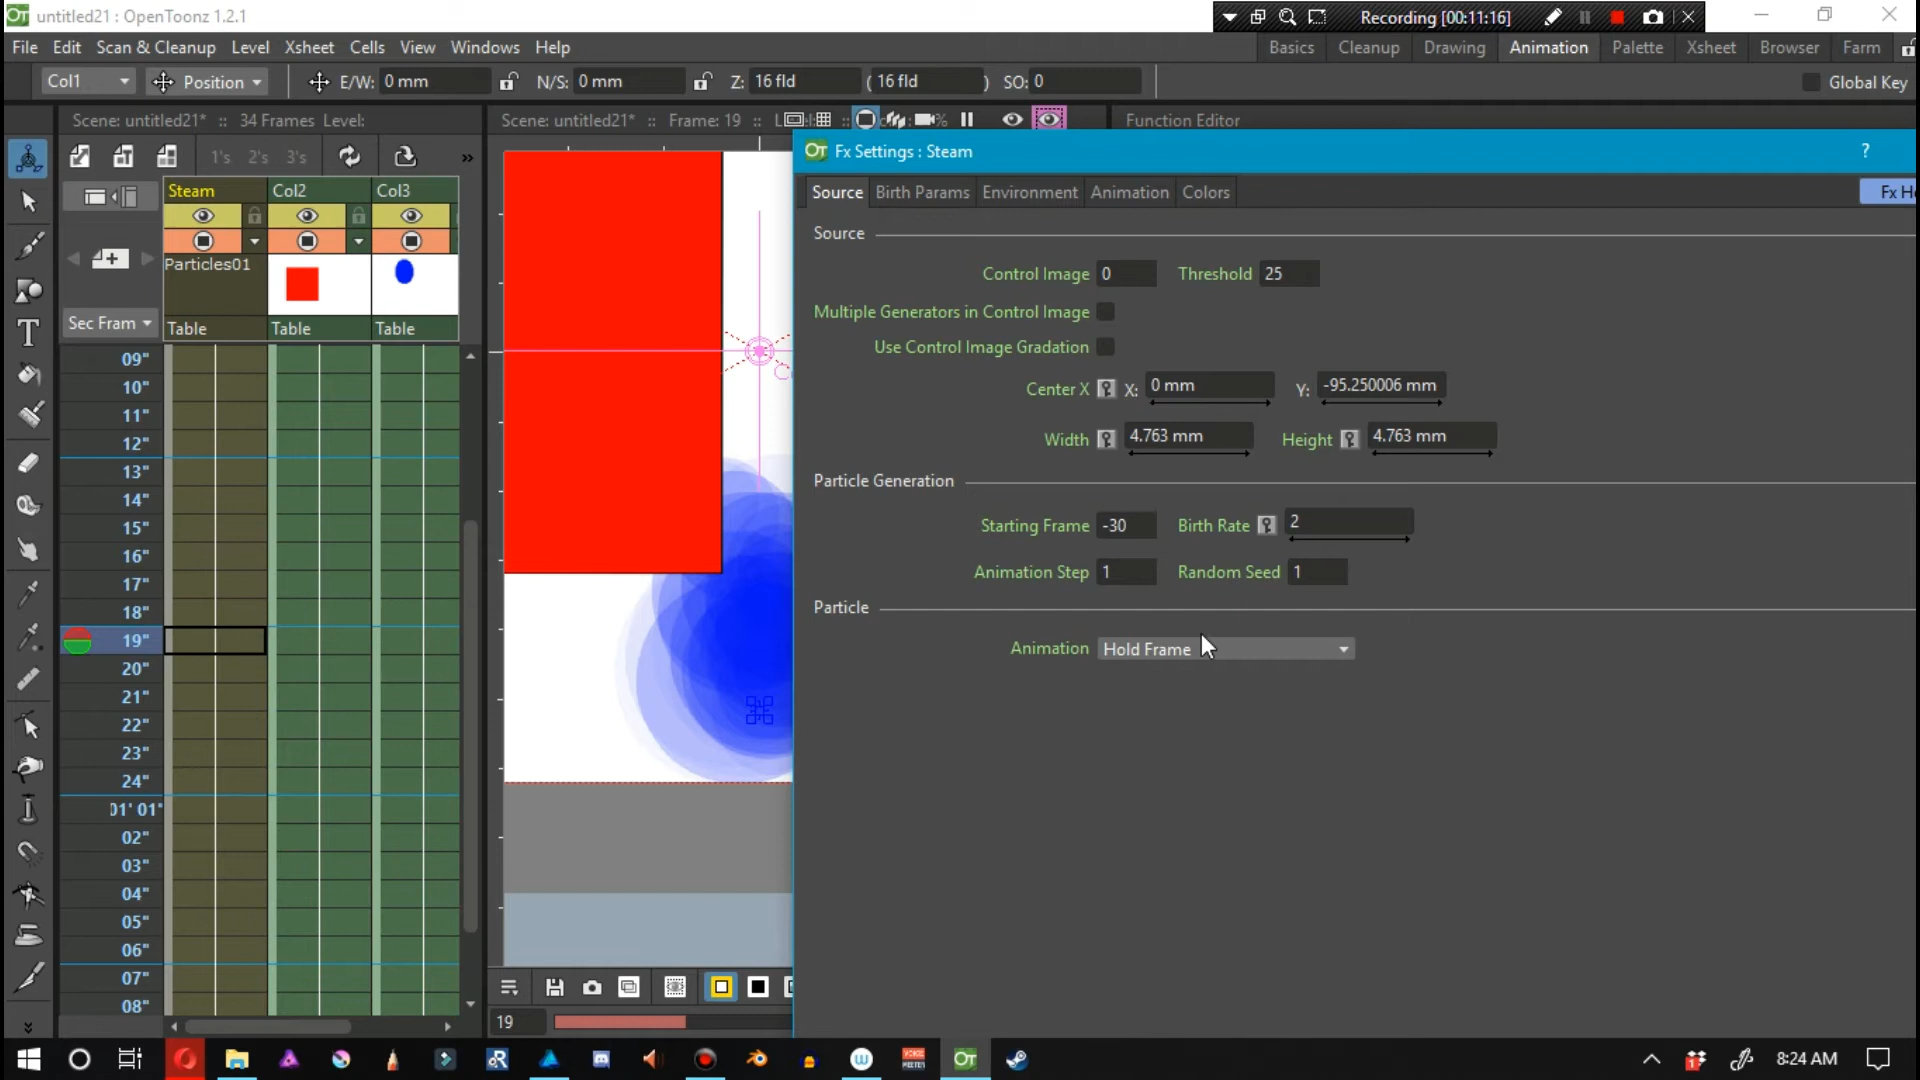 untitled21 : OpenToonz 1.2.1
Recording [00:11:16]
File Edit Scan & Cleanup Level Xsheet Cells View Windows Help
Basics Cleanup Drawing Animation Palette Xsheet Browser Farm
Col1 Position E/W: 0 mm N/S: 0 mm Z: 16 fld ( 16 fld ) SO: 0 Global Key
Scene: untitled21* :: 34 Frames Level:
Scene: untitled21* :: Frame: 19 ::
Function Editor
Fx Settings : Steam ?
1's 2's 3's »
Source Birth Params Environment Animation Colors
Steam Col2 Col3
Particles01
Sec Fram
Table Table Table
09"
10"
11"
12"
13"
14"
15"
16"
17"
18"
19"
20"
21"
22"
23"
24"
01' 01"
02"
03"
04"
05"
06"
07"
08"
Source
Control Image 0 Threshold 25
Multiple Generators in Control Image
Use Control Image Gradation
Center X X: 0 mm Y: -95.250006 mm
Width 4.763 mm Height 4.763 mm
Particle Generation
Starting Frame -30 Birth Rate 2
Animation Step 1 Random Seed 1
Particle
Animation Hold Frame
19
8:24 AM